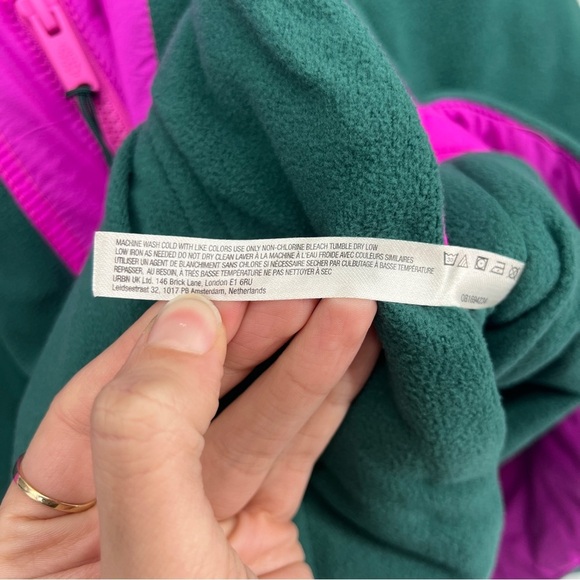 MACHINE WASH COLD WITH LIKE COLORS USE ONLY NON-CHLORINE BLEACH TUMBLE DRY LOW
LOW IRON AS NEEDED DO NOT DRY CLEAN LAVER À LA MACHINE À L'EAU FROIDE AVEC COULEURS SIMILAIRES
UTILISER UN AGENT DE BLANCHIMENT SANS CHLORE SI NÉCESSAIRE SECHER PAR CULBUTAGE À BASSE TEMPÉRATURE
REPASSER, AU BESOIN, À TRÈS BASSE TEMPÉRATURE NE PAS NETTOYER À SEC
URBN UK Ltd. 146 Brick Lane, London E1 6RU
Leidsestraat 32, 1017 PB Amsterdam, Netherlands